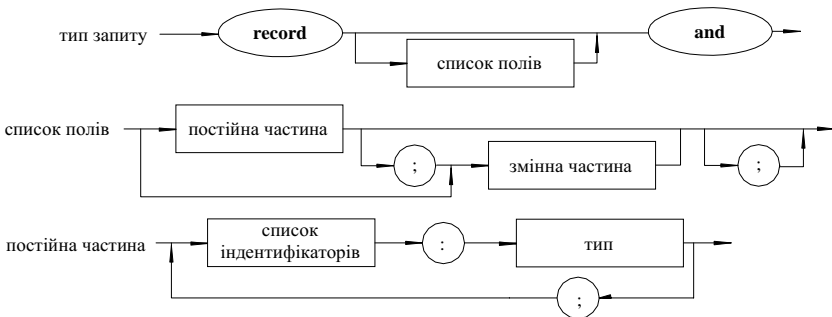 тип запиту record and
список полів
список полів постійна частина
; змінна частина ;
постійна частина список індентифікаторів : тип
;